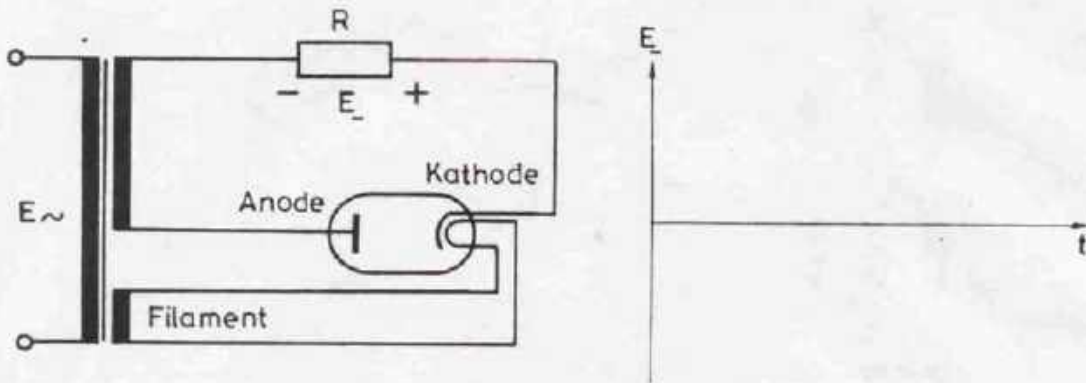 R
− E_ +
Kathode
Anode
E~
Filament
E_
t